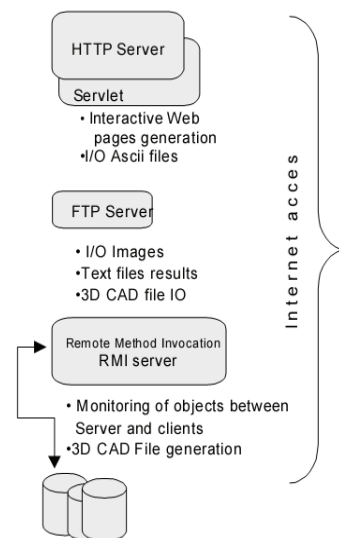 HTTP Server
Servlet
• Interactive Web
pages generation
•I/O Ascii files
FTP Server
• I/O Images
•Text files results
•3D CAD file IO
Remote Method Invocation
RMI server
• Monitoring of objects between
Server and clients
•3D CAD File generation
Internet acces